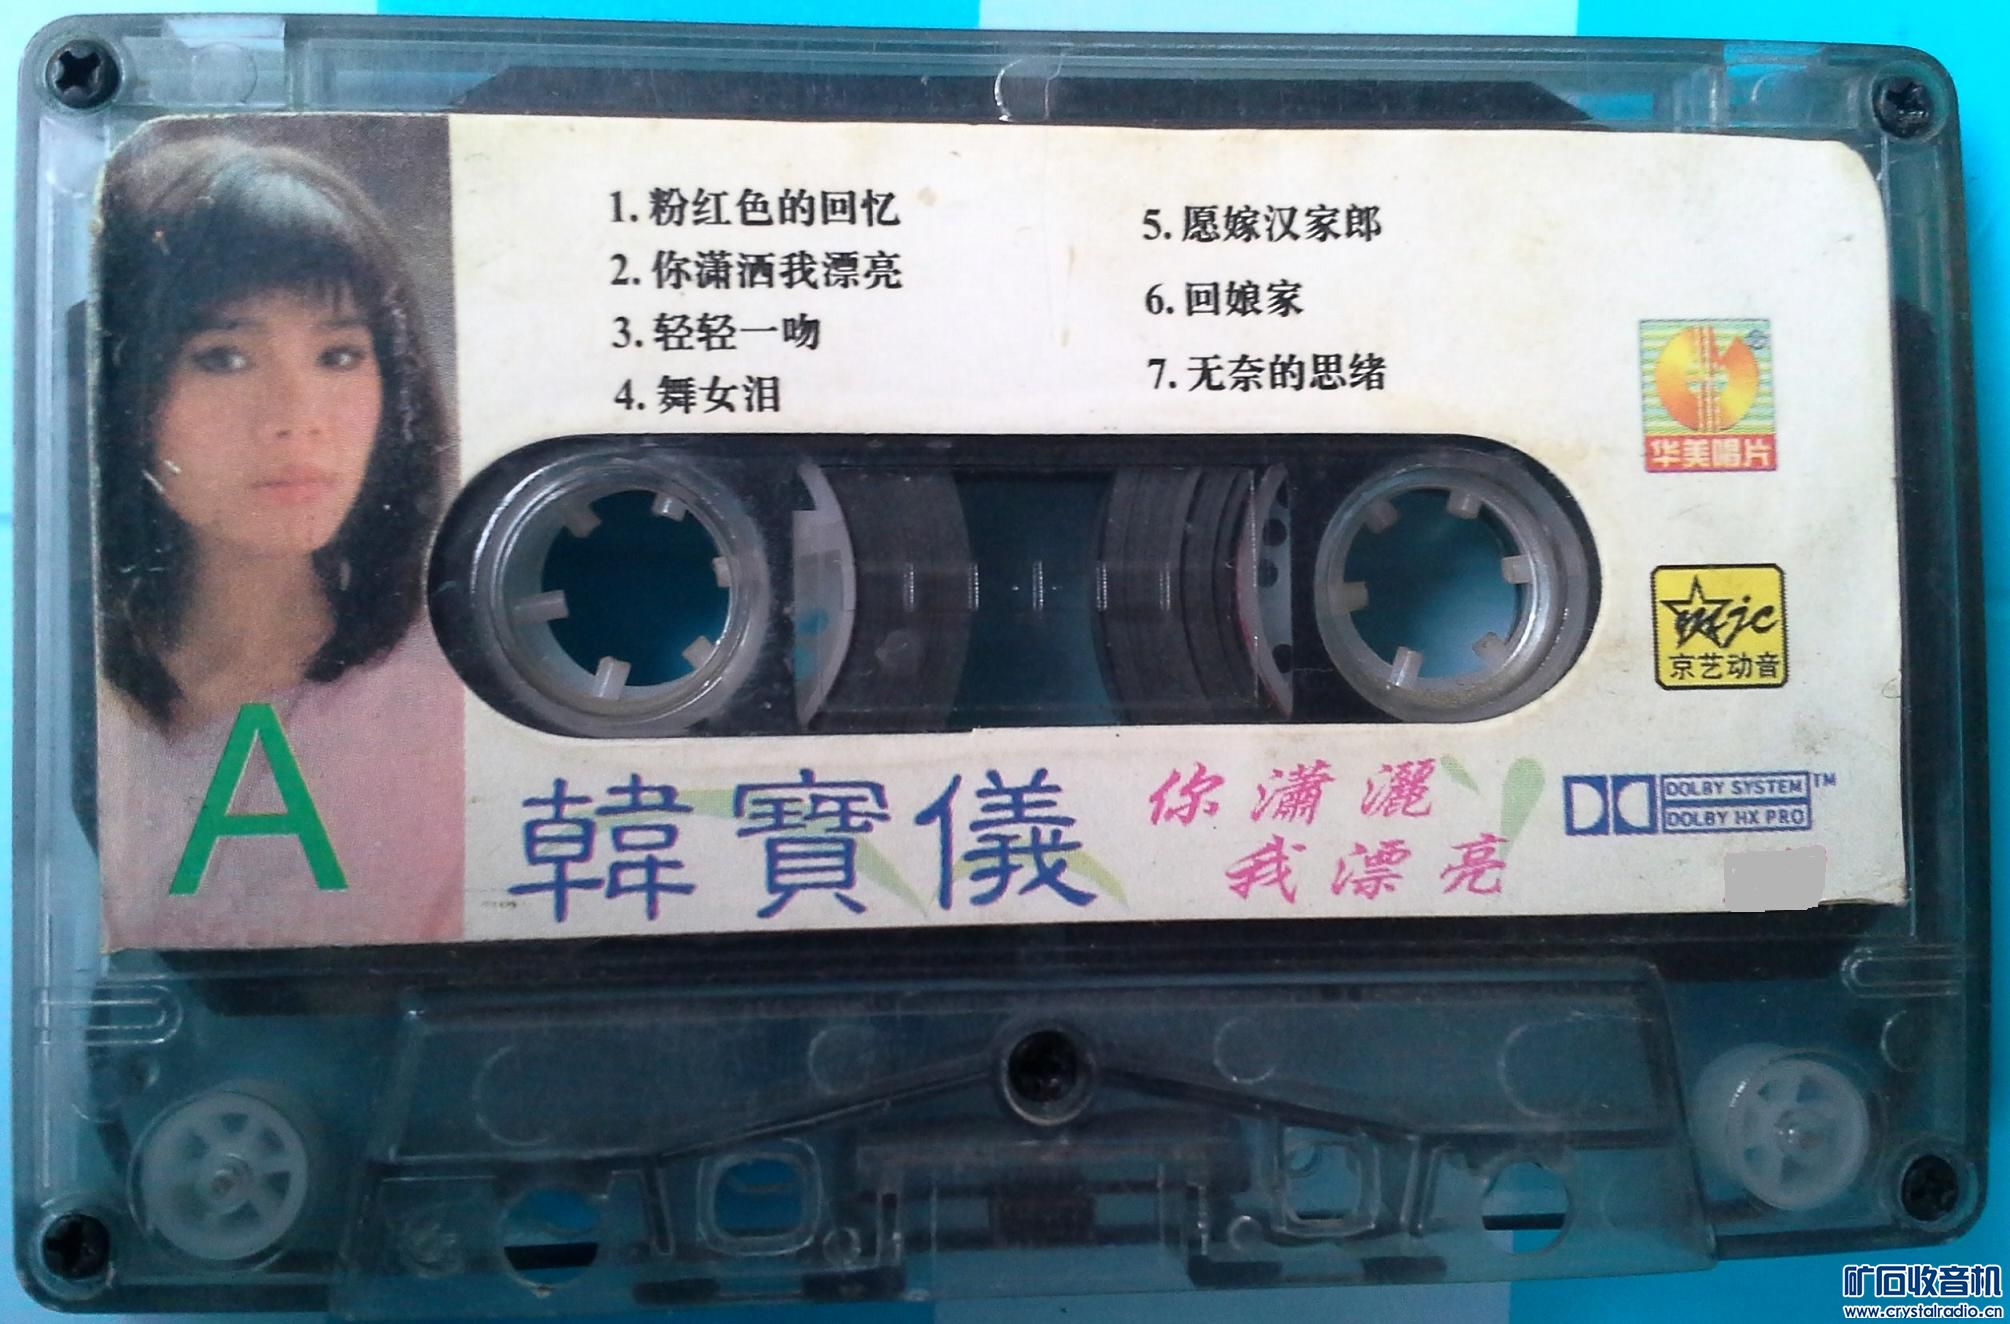 1. 粉红色的回忆
2. 你潇洒我漂亮
3. 轻轻一吻
4. 舞女泪
5. 愿嫁汉家郎
6. 回娘家
7. 无奈的思绪
华美唱片
jc
京艺动音
A
韓寶儀
你瀟灑
我漂亮
DOLBY SYSTEM TM
DOLBY HX PRO
矿石收音机
www.crystalradio.cn